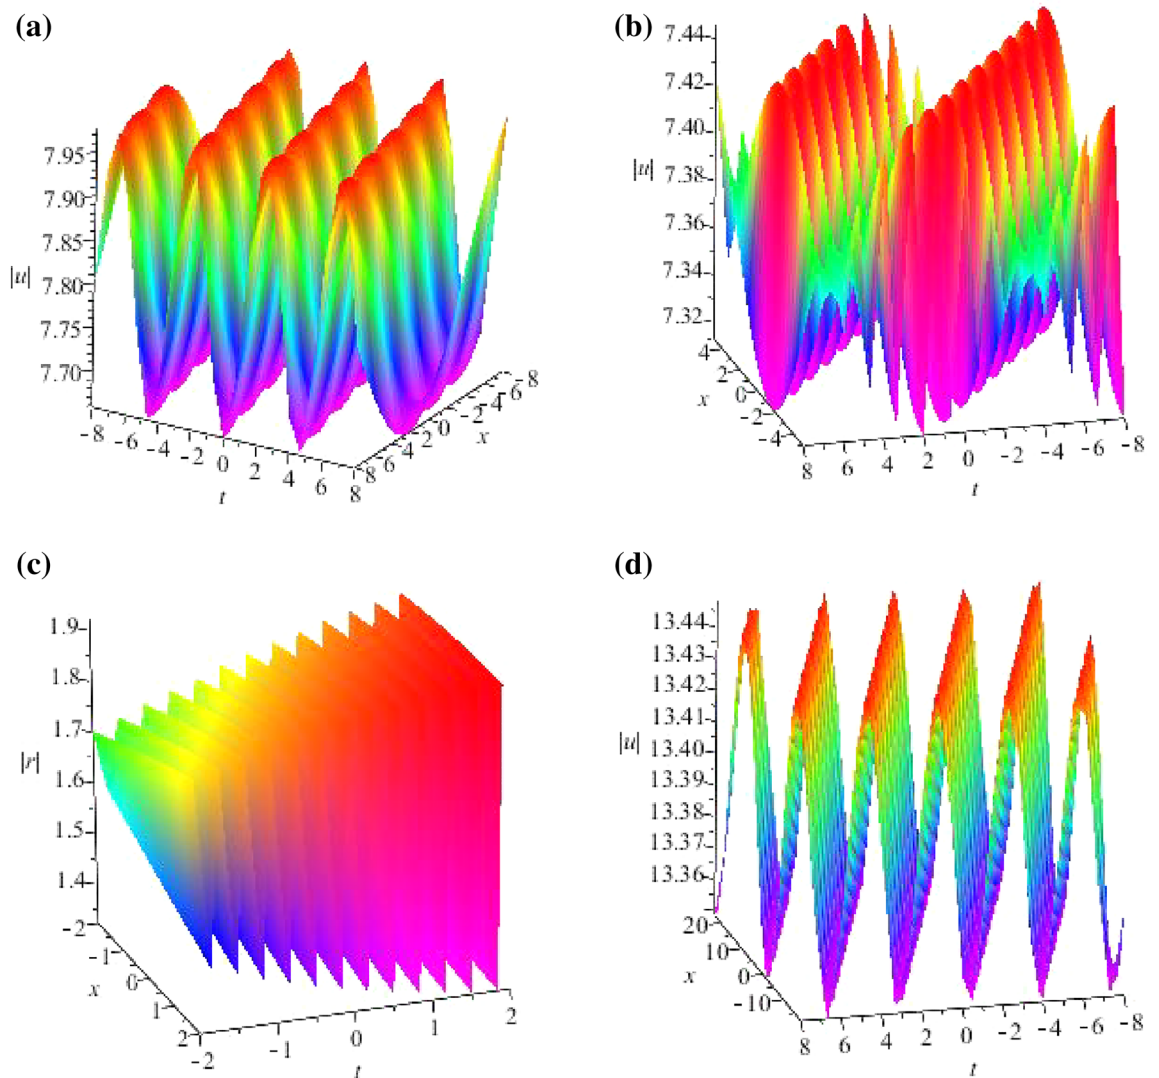 (a)
7.95
7.90
7.85
|u| 7.80
7.75
7.70
-8 -6 -4 -2 0 2 4 6 8
t
8 6 4 2 0 -2 -4 -6 -8
x
(b)
7.44
7.42
7.40
|u| 7.38
7.36
7.34
7.32
4 2 0 -2 -4
x
8 6 4 2 0 -2 -4 -6 -8
t
(c)
1.9
1.8
1.7
|r| 1.6
1.5
1.4
-2 -1 0 1 2
x
-2 -1 0 1 2
t
(d)
13.44
13.43
13.42
13.41
|u| 13.40
13.39
13.38
13.37
13.36
20 10 0 -10
x
8 6 4 2 0 -2 -4 -6 -8
t